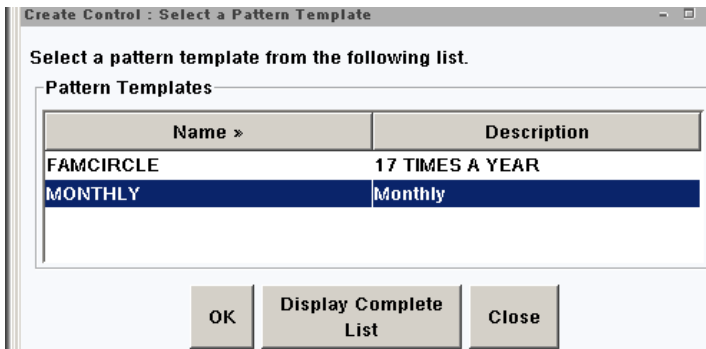 Create Control : Select a Pattern Template
Select a pattern template from the following list.
Pattern Templates
Name » Description
FAMCIRCLE 17 TIMES A YEAR
MONTHLY Monthly
OK Display Complete List Close